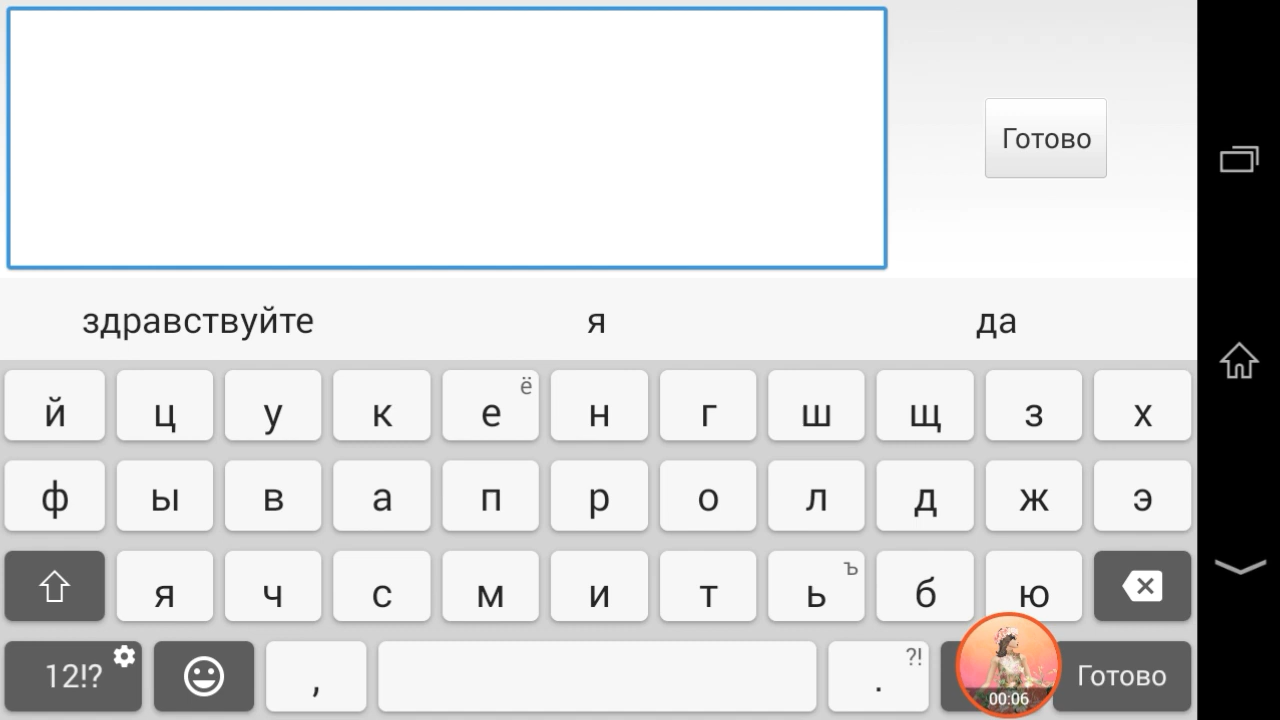 Готово
здравствуйте я да
й ц у к е ё н г ш щ з х
ф ы в а п р о л д ж э
я ч с м и т ь ъ б ю
12!? , . ?! 00:06 Готово